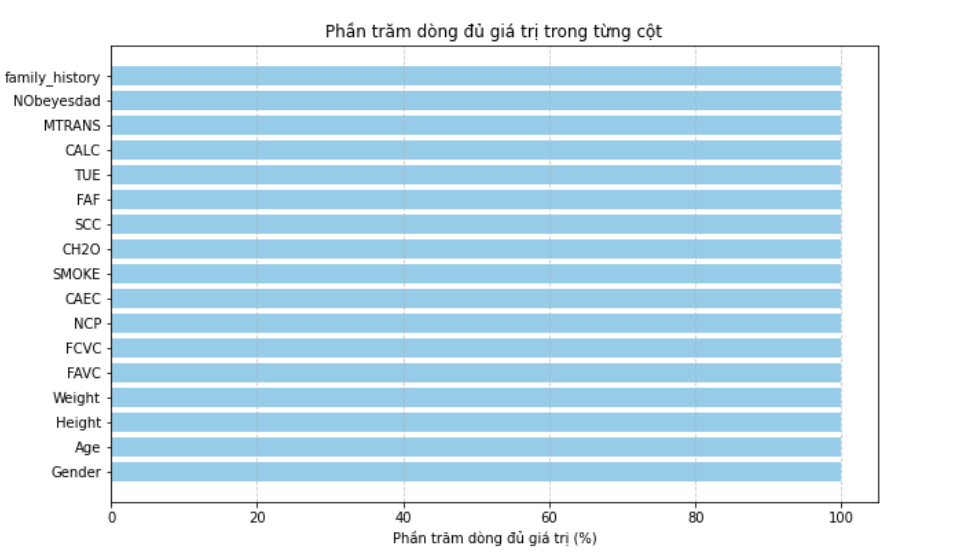 Phần trăm dòng đủ giá trị trong từng cột
family_history
NObeyesdad
MTRANS
CALC
TUE
FAF
SCC
CH2O
SMOKE
CAEC
NCP
FCVC
FAVC
Weight
Height
Age
Gender
0 20 40 60 80 100
Phần trăm dòng đủ giá trị (%)